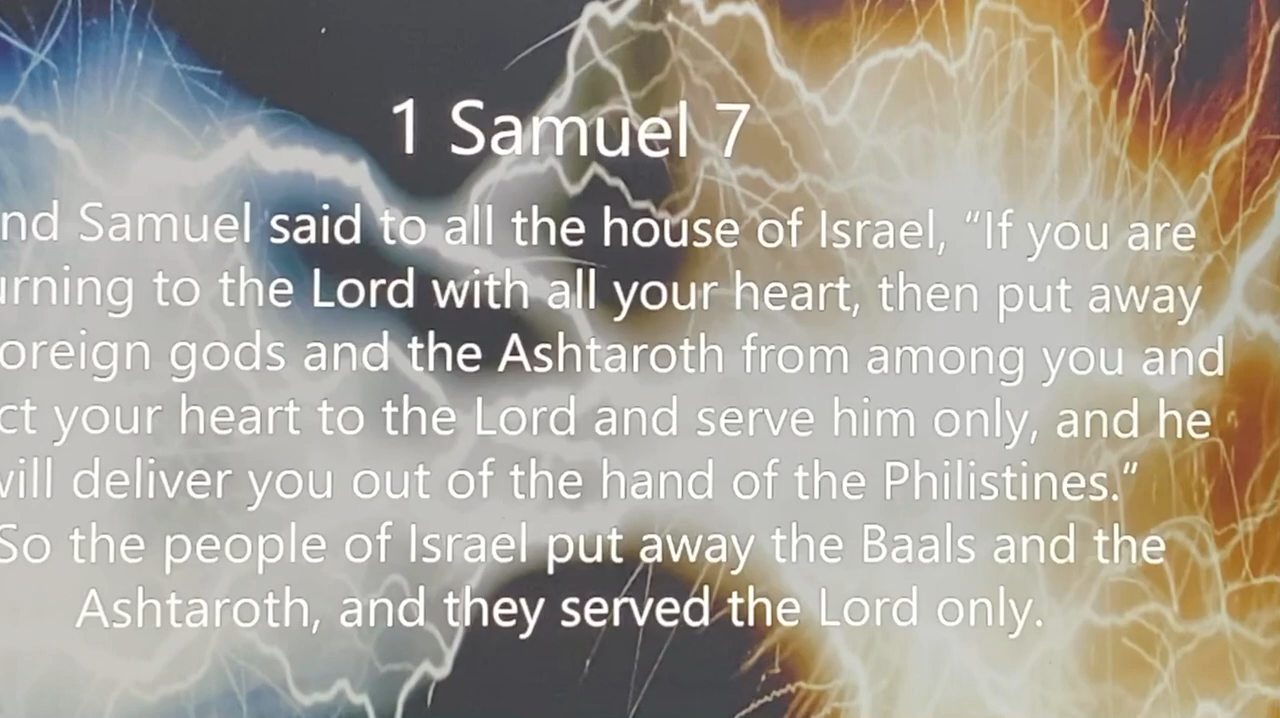 1 Samuel 7
nd Samuel said to all the house of Israel, “If you are
urning to the Lord with all your heart, then put away
oreign gods and the Ashtaroth from among you and
ct your heart to the Lord and serve him only, and he
will deliver you out of the hand of the Philistines.”
So the people of Israel put away the Baals and the
Ashtaroth, and they served the Lord only.